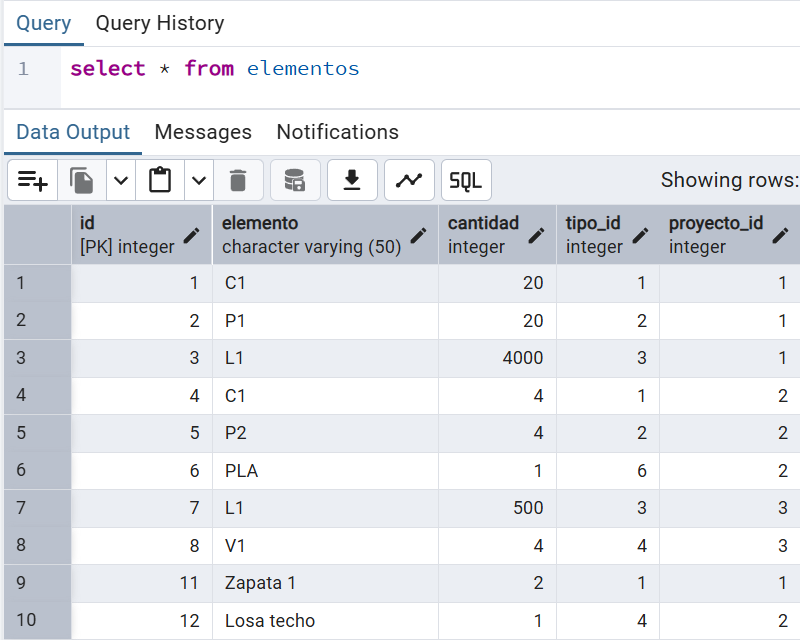 Query Query History
1 select * from elementos
Data Output Messages Notifications
SQL Showing rows:
id elemento cantidad tipo_id proyecto_id
[PK] integer character varying (50) integer integer integer
1 1 C1 20 1 1
2 2 P1 20 2 1
3 3 L1 4000 3 1
4 4 C1 4 1 2
5 5 P2 4 2 2
6 6 PLA 1 6 2
7 7 L1 500 3 3
8 8 V1 4 4 3
9 11 Zapata 1 2 1 1
10 12 Losa techo 1 4 2